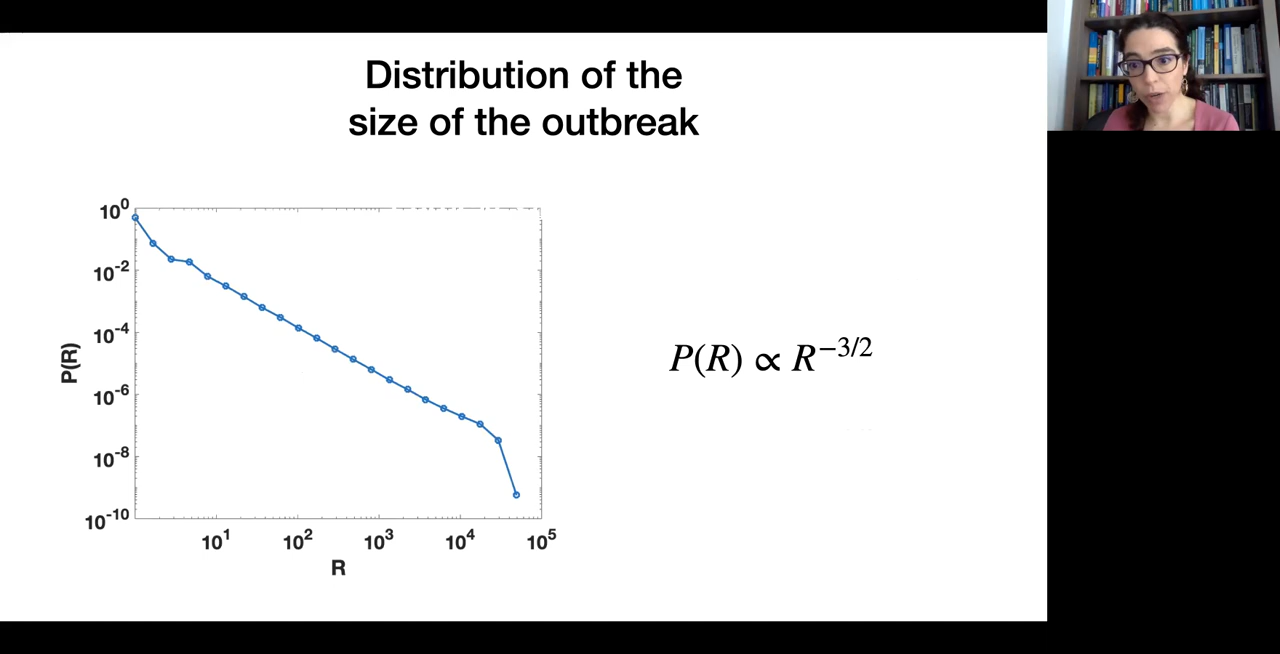 Distribution of the
size of the outbreak
10^0
10^-2
10^-4
10^-6
10^-8
10^-10
P(R)
10^1 10^2 10^3 10^4 10^5
R
P(R) ∝ R^−3/2